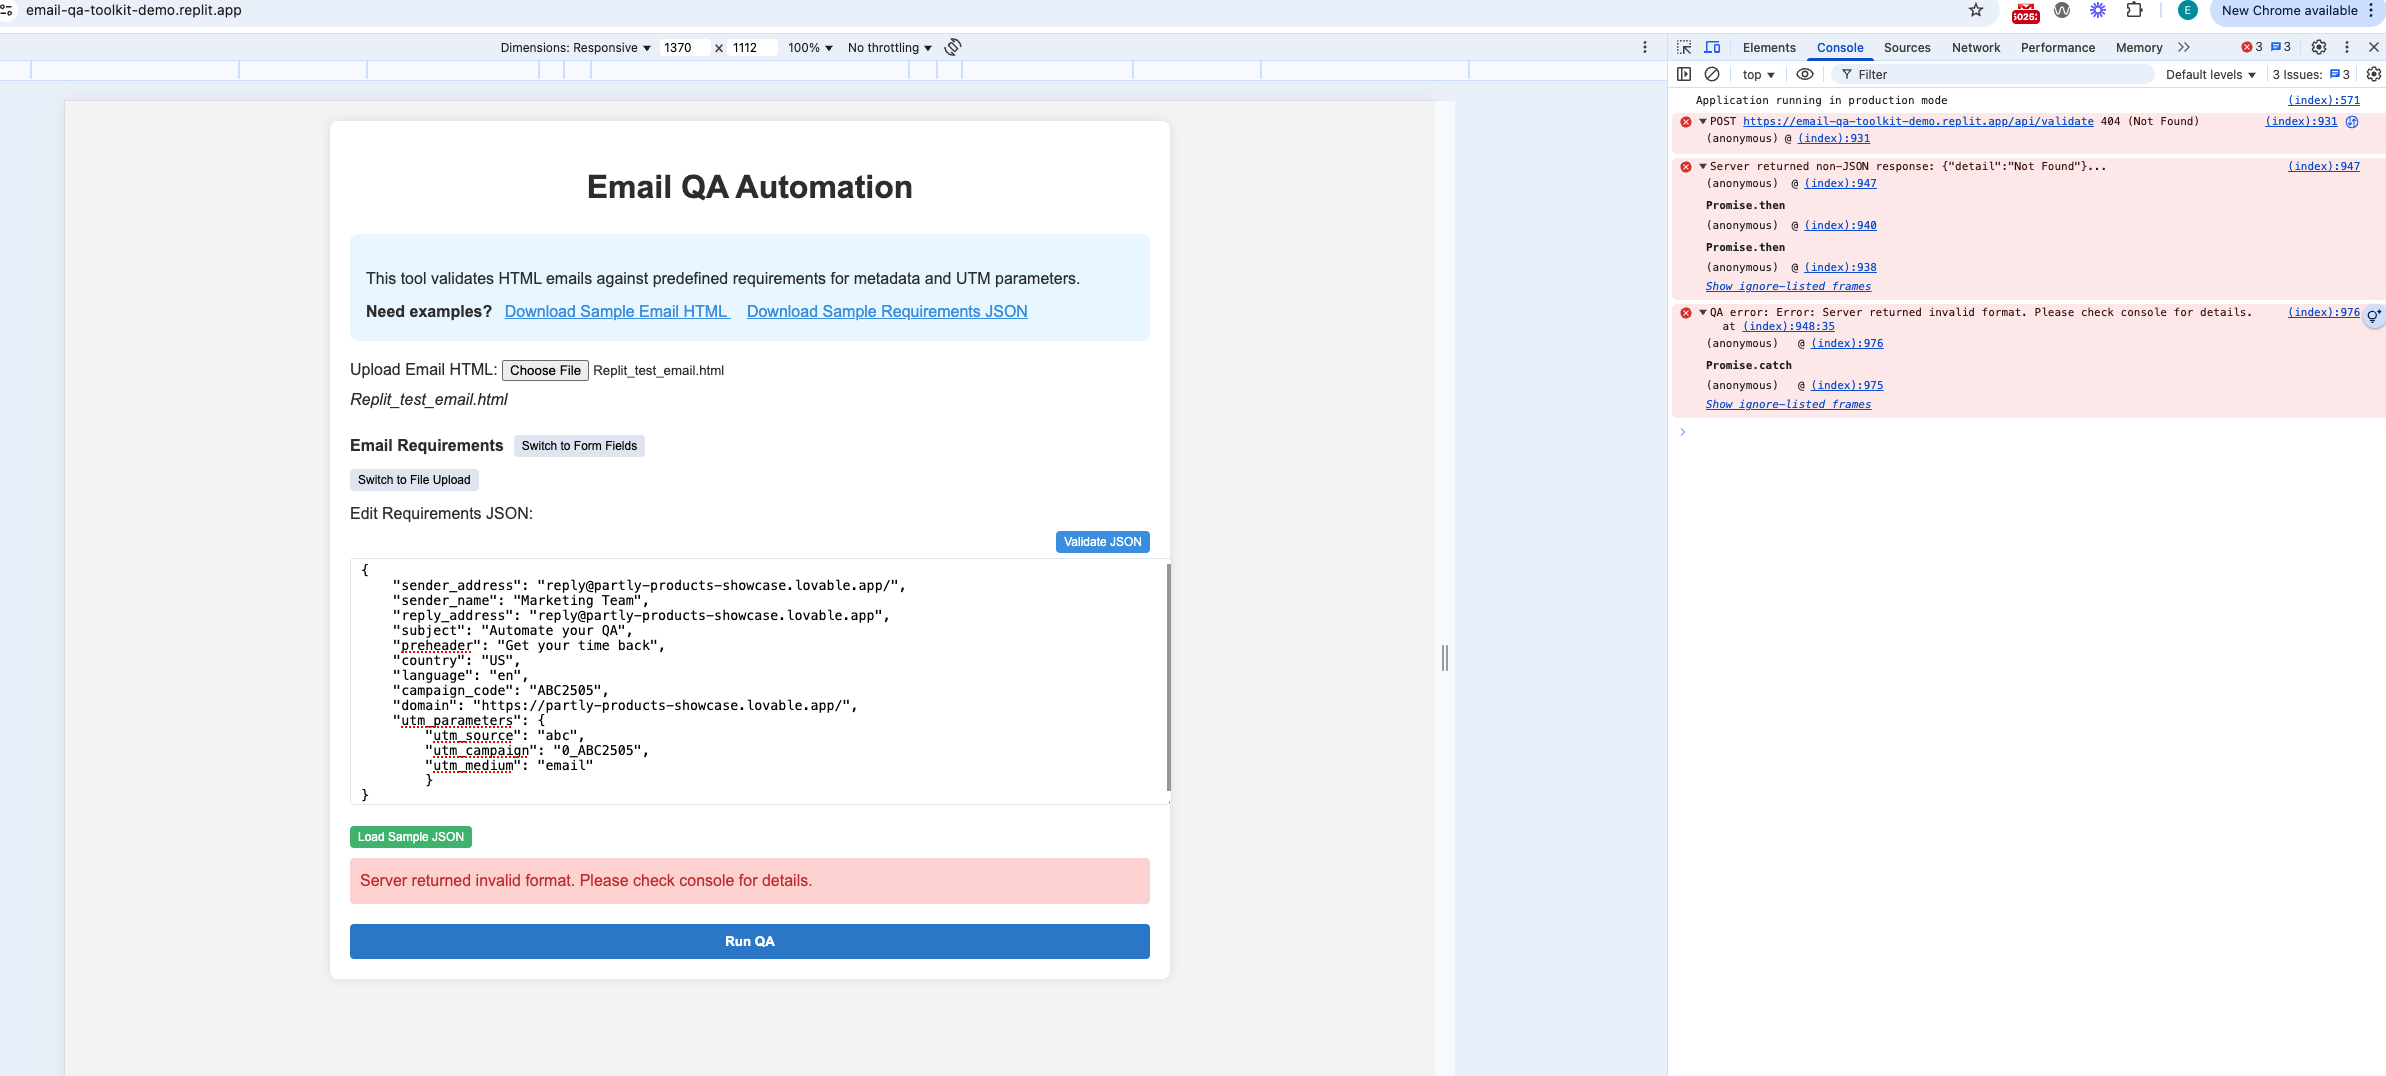 email-qa-toolkit-demo.replit.app
New Chrome available
Dimensions: Responsive 1370 x 1112 100% No throttling
Elements Console Sources Network Performance Memory 3 3
top Filter Default levels 3 Issues: 3
Application running in production mode (index):571
POST https://email-qa-toolkit-demo.replit.app/api/validate 404 (Not Found) (index):931
(anonymous) @ (index):931
Server returned non-JSON response: {"detail":"Not Found"}... (index):947
(anonymous) @ (index):947
Promise.then
(anonymous) @ (index):940
Promise.then
(anonymous) @ (index):938
Show ignore-listed frames
QA error: Error: Server returned invalid format. Please check console for details. (index):976
at (index):948:35
(anonymous) @ (index):976
Promise.catch
(anonymous) @ (index):975
Show ignore-listed frames
Email QA Automation
This tool validates HTML emails against predefined requirements for metadata and UTM parameters.
Need examples? Download Sample Email HTML Download Sample Requirements JSON
Upload Email HTML: Choose File Replit_test_email.html
Replit_test_email.html
Email Requirements Switch to Form Fields
Switch to File Upload
Edit Requirements JSON:
Validate JSON
{
"sender_address": "reply@partly-products-showcase.lovable.app/",
"sender_name": "Marketing Team",
"reply_address": "reply@partly-products-showcase.lovable.app",
"subject": "Automate your QA",
"preheader": "Get your time back",
"country": "US",
"language": "en",
"campaign_code": "ABC2505",
"domain": "https://partly-products-showcase.lovable.app/",
"utm_parameters": {
"utm_source": "abc",
"utm_campaign": "0_ABC2505",
"utm_medium": "email"
}
}
Load Sample JSON
Server returned invalid format. Please check console for details.
Run QA